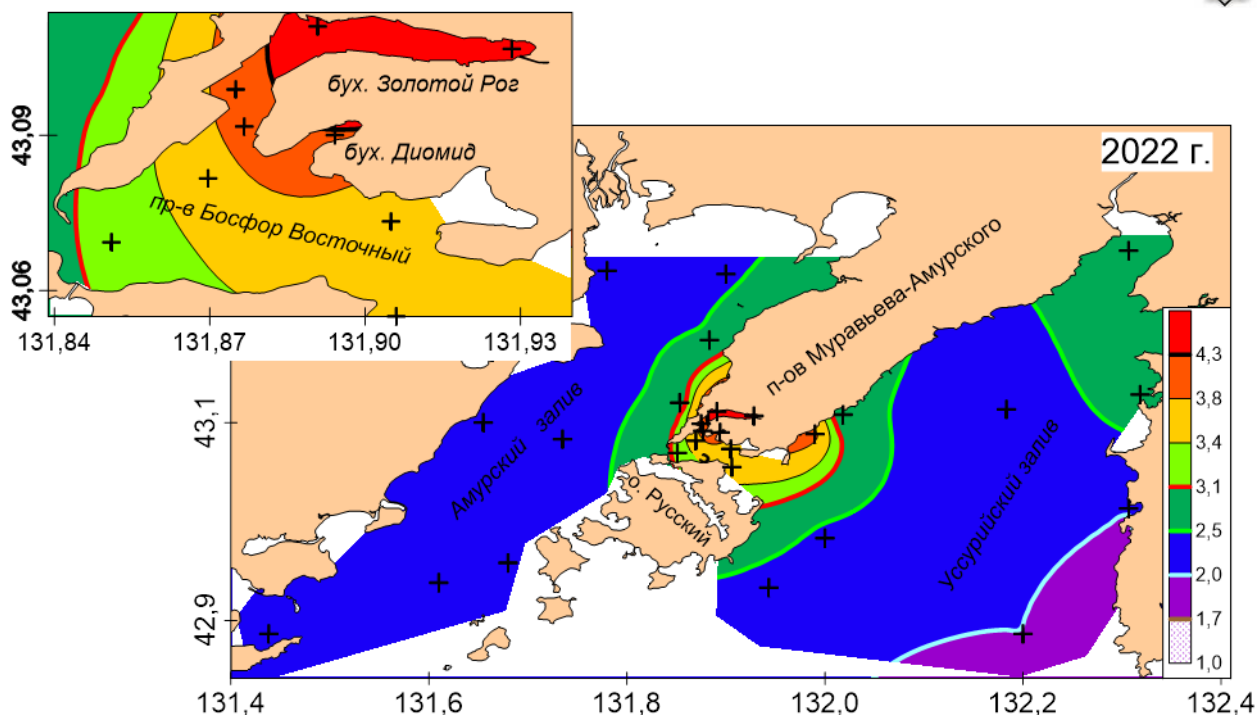 43,09
43,06
131,84
131,87
131,90
131,93
бух. Золотой Рог
бух. Диомид
пр-в Босфор Восточный
2022 г.
п-ов Муравьева-Амурского
Амурский залив
о. Русский
Уссурийский залив
43,1
42,9
131,4
131,6
131,8
132,0
132,2
132,4
4,3
3,8
3,4
3,1
2,5
2,0
1,7
1,0